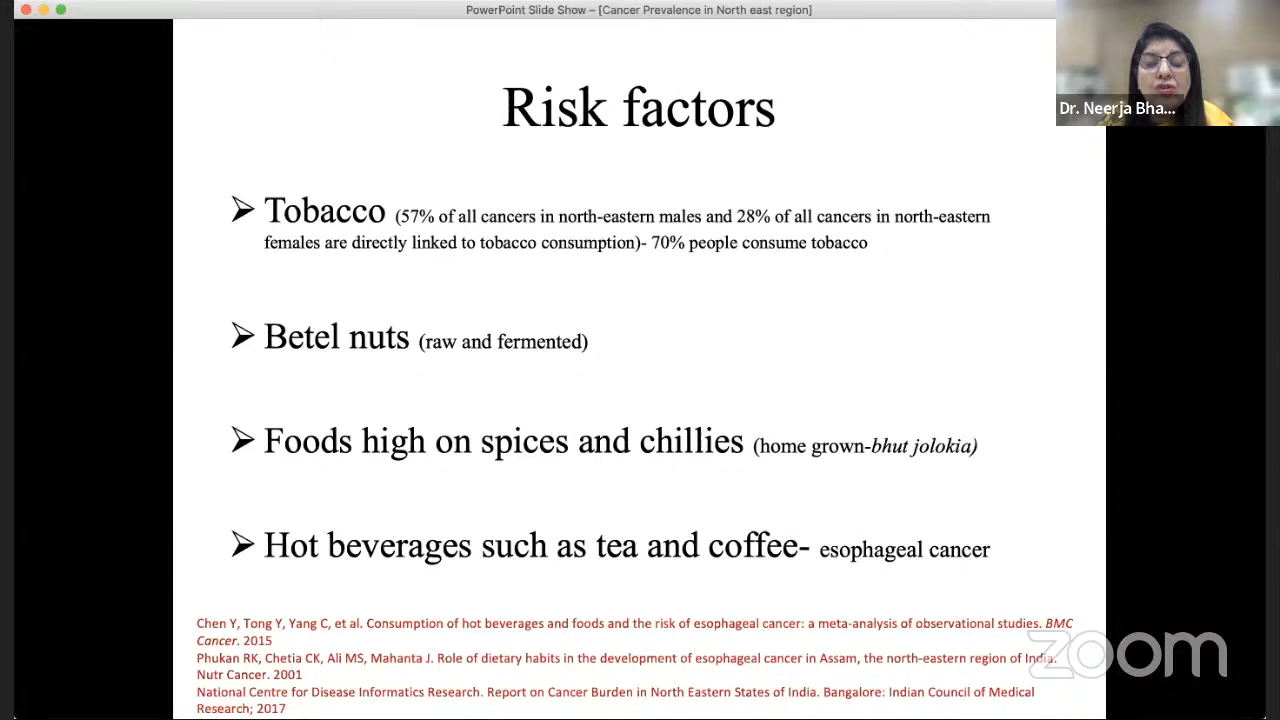 PowerPoint Slide Show – [Cancer Prevalence in North east region]
Dr. Neerja Bha...
Risk factors
➢ Tobacco (57% of all cancers in north-eastern males and 28% of all cancers in north-eastern
females are directly linked to tobacco consumption)- 70% people consume tobacco
➢ Betel nuts (raw and fermented)
➢ Foods high on spices and chillies (home grown-bhut jolokia)
➢ Hot beverages such as tea and coffee- esophageal cancer
Chen Y, Tong Y, Yang C, et al. Consumption of hot beverages and foods and the risk of esophageal cancer: a meta-analysis of observational studies. BMC
Cancer. 2015
Phukan RK, Chetia CK, Ali MS, Mahanta J. Role of dietary habits in the development of esophageal cancer in Assam, the north-eastern region of India.
Nutr Cancer. 2001
National Centre for Disease Informatics Research. Report on Cancer Burden in North Eastern States of India. Bangalore: Indian Council of Medical
Research; 2017
zoom